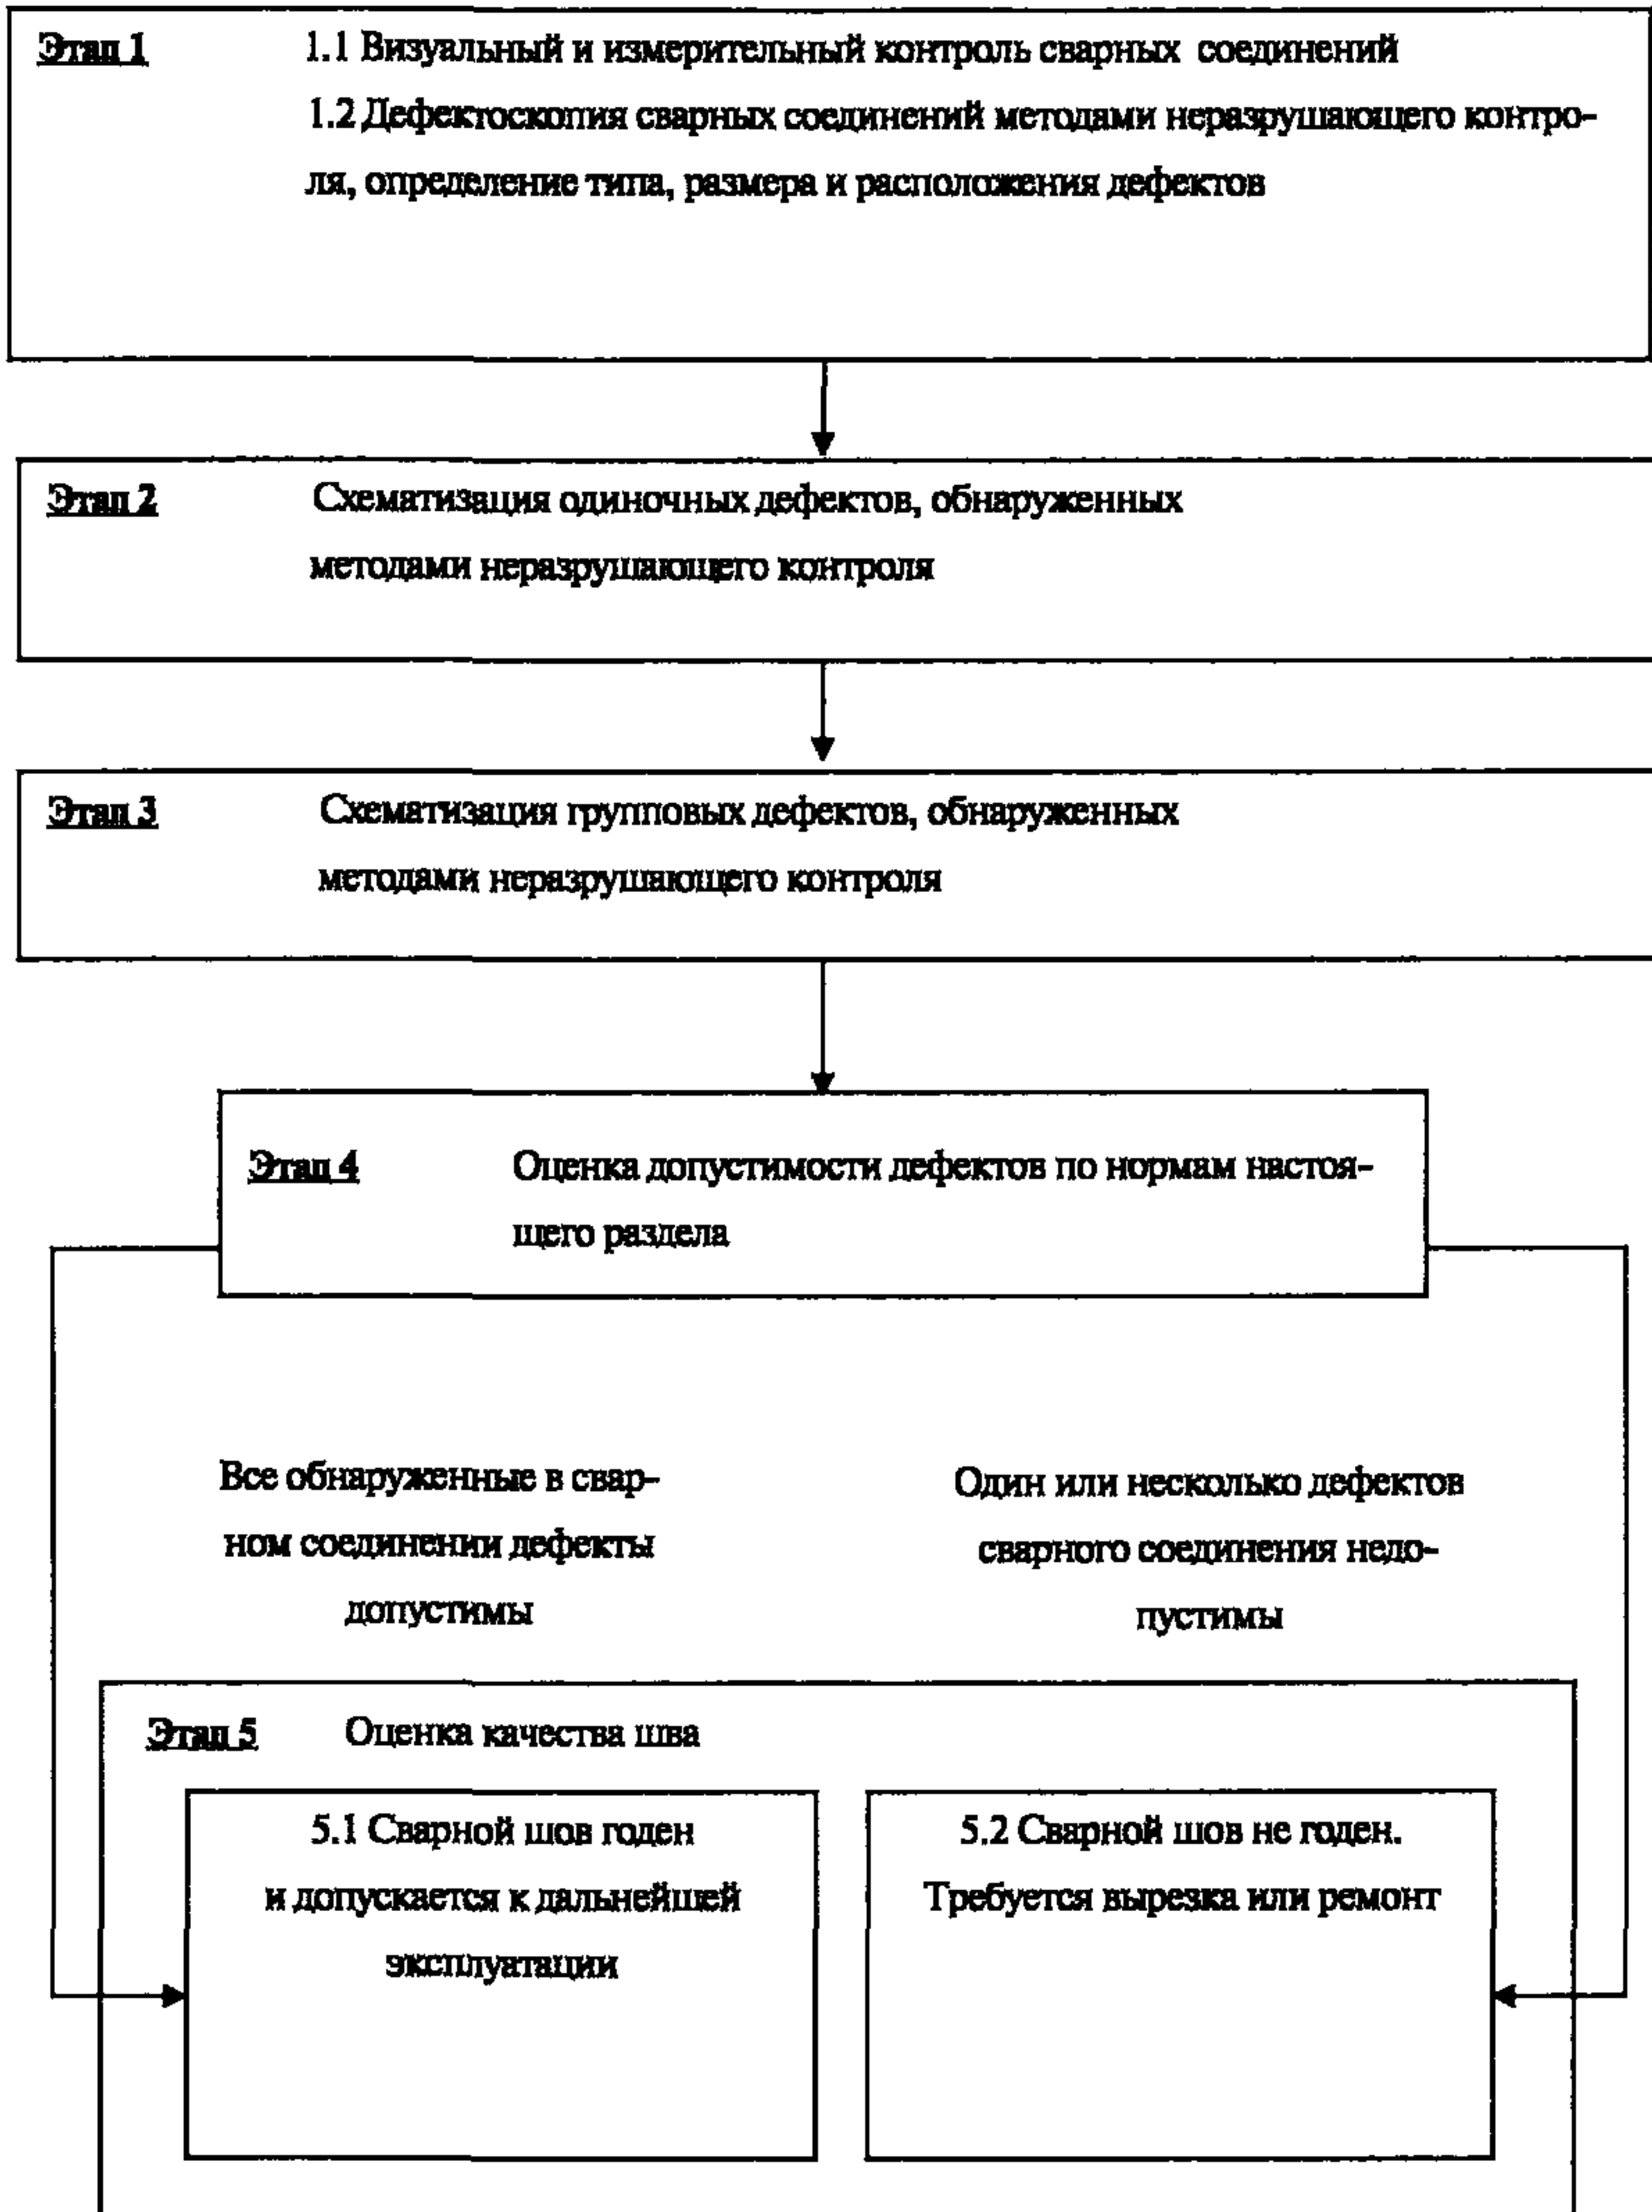 Этап 1 1.1 Визуальный и измерительный контроль сварных соединений
1.2 Дефектоскопия сварных соединений методами неразрушающего контро-
ля, определение типа, размера и расположения дефектов
Этап 2 Схематизация одиночных дефектов, обнаруженных
методами неразрушающего контроля
Этап 3 Схематизация групповых дефектов, обнаруженных
методами неразрушающего контроля
Этап 4 Оценка допустимости дефектов по нормам настоя-
щего раздела
Все обнаруженные в свар-
ном соединении дефекты
допустимы
Один или несколько дефектов
сварного соединения недо-
пустимы
Этап 5 Оценка качества шва
5.1 Сварной шов годен
и допускается к дальнейшей
эксплуатации
5.2 Сварной шов не годен.
Требуется вырезка или ремонт